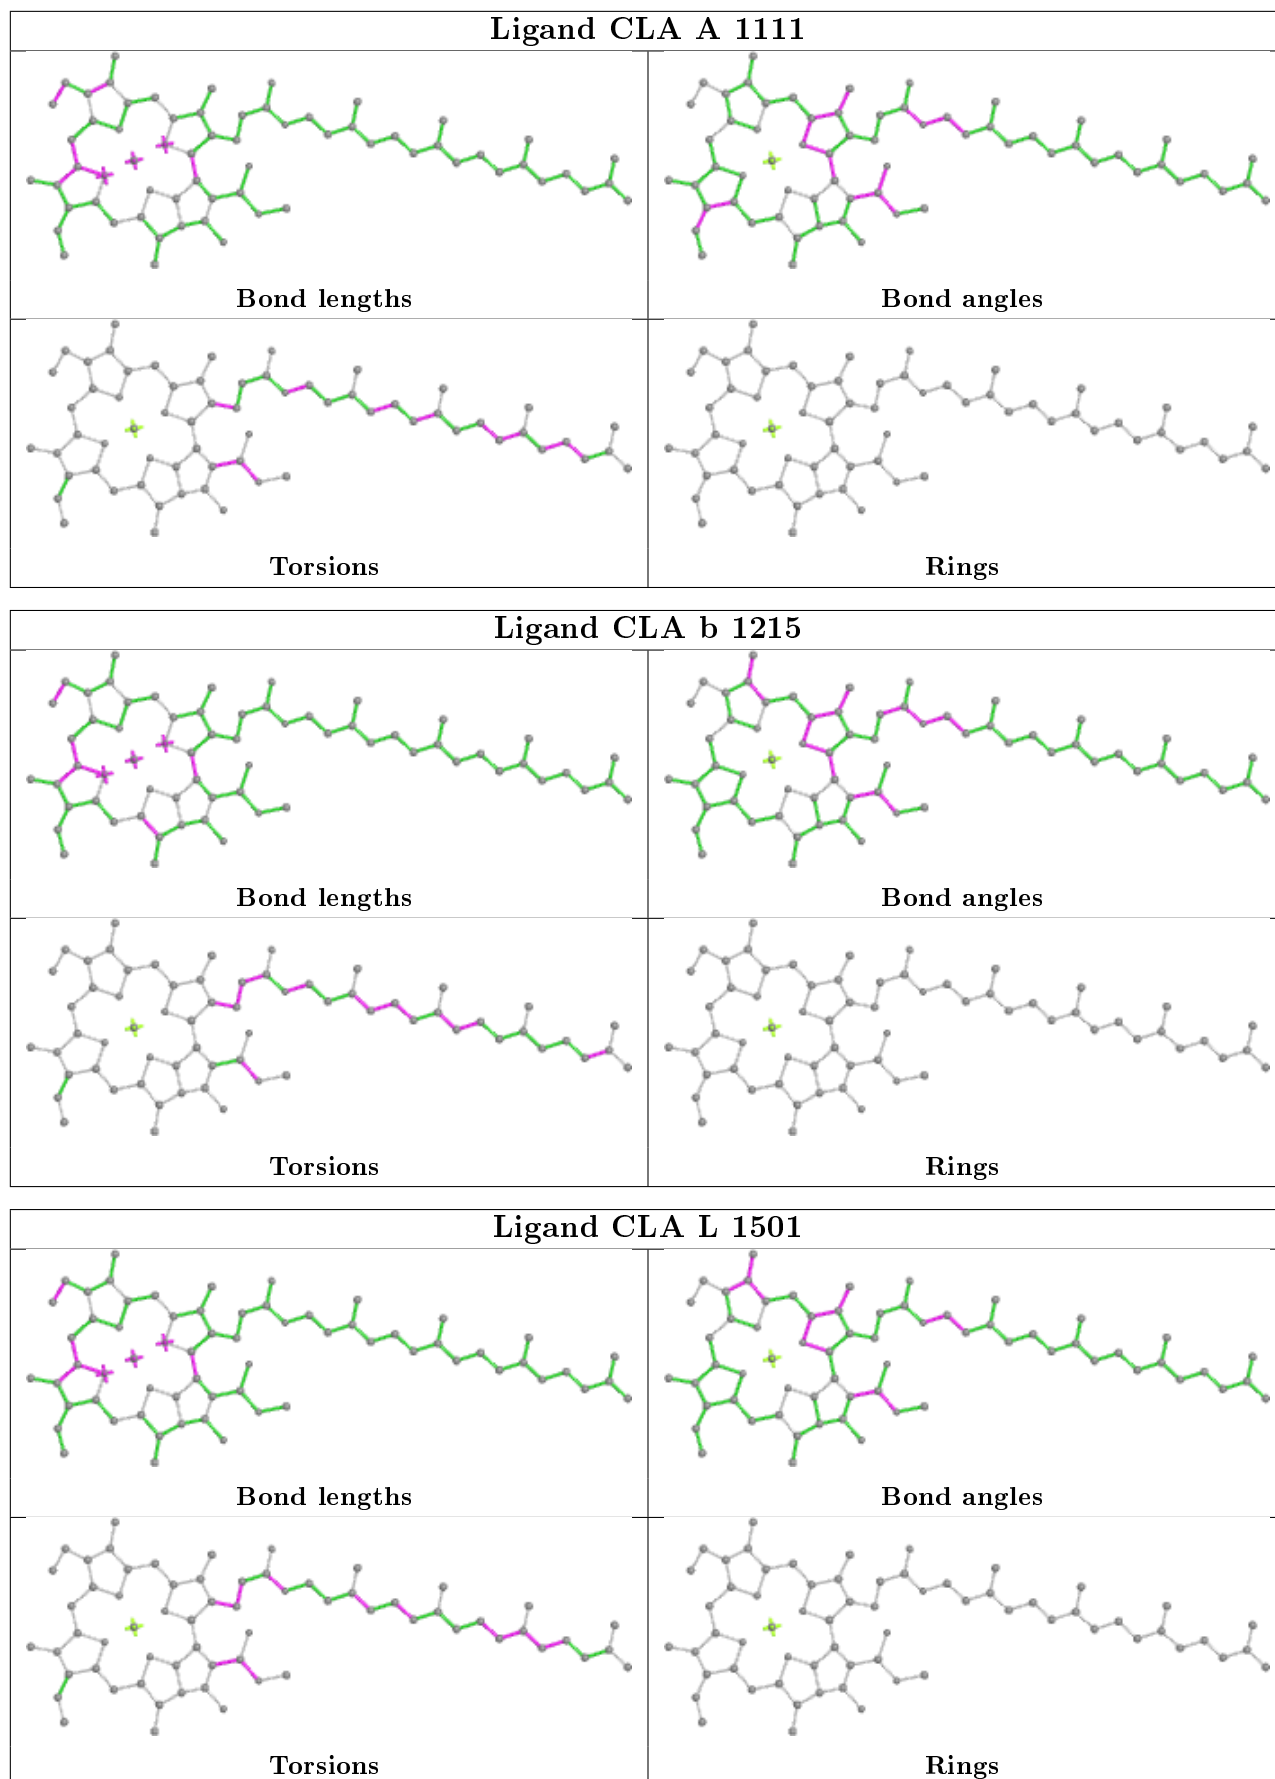 Ligand CLA A 1111
Bond lengths
Bond angles
Torsions
Rings
Ligand CLA b 1215
Bond lengths
Bond angles
Torsions
Rings
Ligand CLA L 1501
Bond lengths
Bond angles
Torsions
Rings